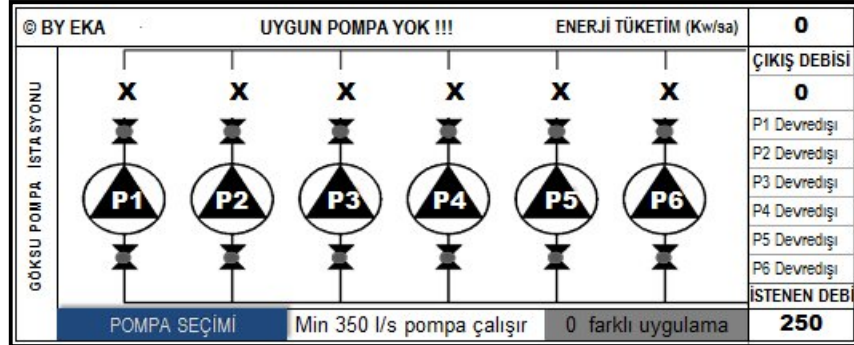 © BY EKA
UYGUN POMPA YOK !!!
ENERJİ TÜKETİM (Kw/sa)
0
ÇIKIŞ DEBİSİ
0
GÖKSU POMPA İSTASYONU
X X X X X X
P1 P2 P3 P4 P5 P6
P1 Devredışı
P2 Devredışı
P3 Devredışı
P4 Devredışı
P5 Devredışı
P6 Devredışı
İSTENEN DEBİ
250
POMPA SEÇİMİ
Min 350 l/s pompa çalışır
0 farklı uygulama